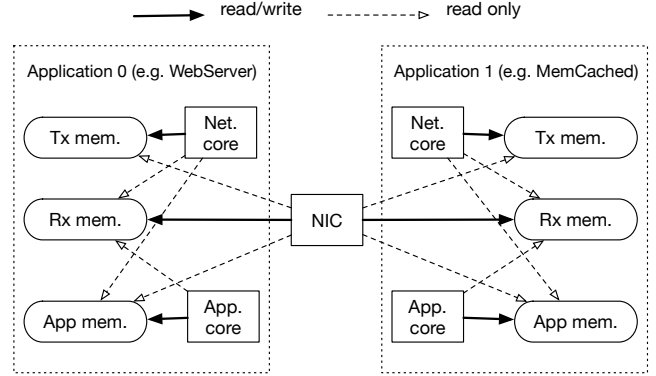 read/write
read only
Application 0 (e.g. WebServer)
Application 1 (e.g. MemCached)
Tx mem.
Net.
core
Net.
core
Tx mem.
Rx mem.
NIC
Rx mem.
App mem.
App.
core
App.
core
App mem.